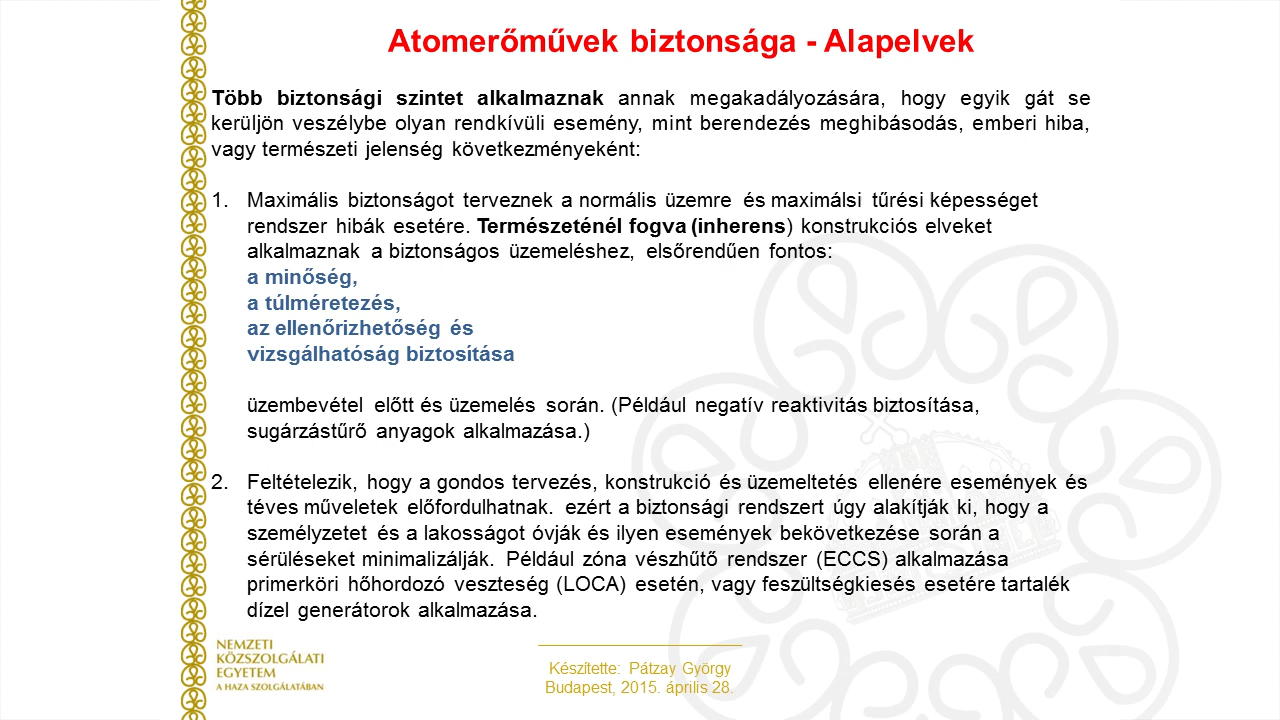 Atomerőművek biztonsága - Alapelvek
Több biztonsági szintet alkalmaznak annak megakadályozására, hogy egyik gát se
kerüljön veszélybe olyan rendkívüli esemény, mint berendezés meghibásodás, emberi hiba,
vagy természeti jelenség következményeként:
1. Maximális biztonságot terveznek a normális üzemre és maximálsi tűrési képességet
rendszer hibák esetére. Természeténél fogva (inherens) konstrukciós elveket
alkalmaznak a biztonságos üzemeléshez, elsőrendűen fontos:
a minőség,
a túlméretezés,
az ellenőrizhetőség és
vizsgálhatóság biztosítása
üzembevétel előtt és üzemelés során. (Például negatív reaktivitás biztosítása,
sugárzástűrő anyagok alkalmazása.)
2. Feltételezik, hogy a gondos tervezés, konstrukció és üzemeltetés ellenére események és
téves műveletek előfordulhatnak. ezért a biztonsági rendszert úgy alakítják ki, hogy a
személyzetet és a lakosságot óvják és ilyen események bekövetkezése során a
sérüléseket minimalizálják. Például zóna vészhűtő rendszer (ECCS) alkalmazása
primerköri hőhordozó veszteség (LOCA) esetén, vagy feszültségkiesés esetére tartalék
dízel generátorok alkalmazása.
NEMZETI
KÖZSZOLGÁLATI
EGYETEM
A HAZA SZOLGÁLATÁBAN
Készítette: Pátzay György
Budapest, 2015. április 28.